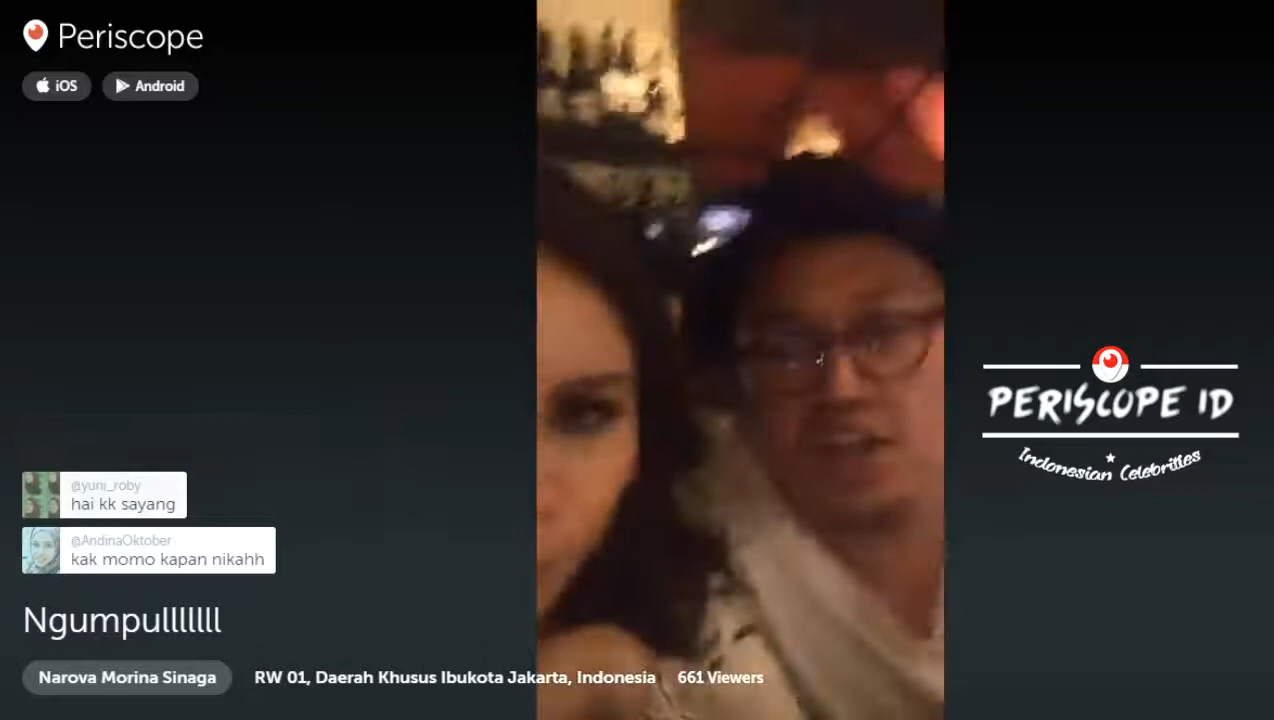 Periscope
iOS
Android
PERISCOPE ID
Indonesian Celebrities
@yuni_roby
hai kk sayang
@AndinaOktober
kak momo kapan nikahh
Ngumpulllllll
Narova Morina Sinaga
RW 01, Daerah Khusus Ibukota Jakarta, Indonesia
661 Viewers